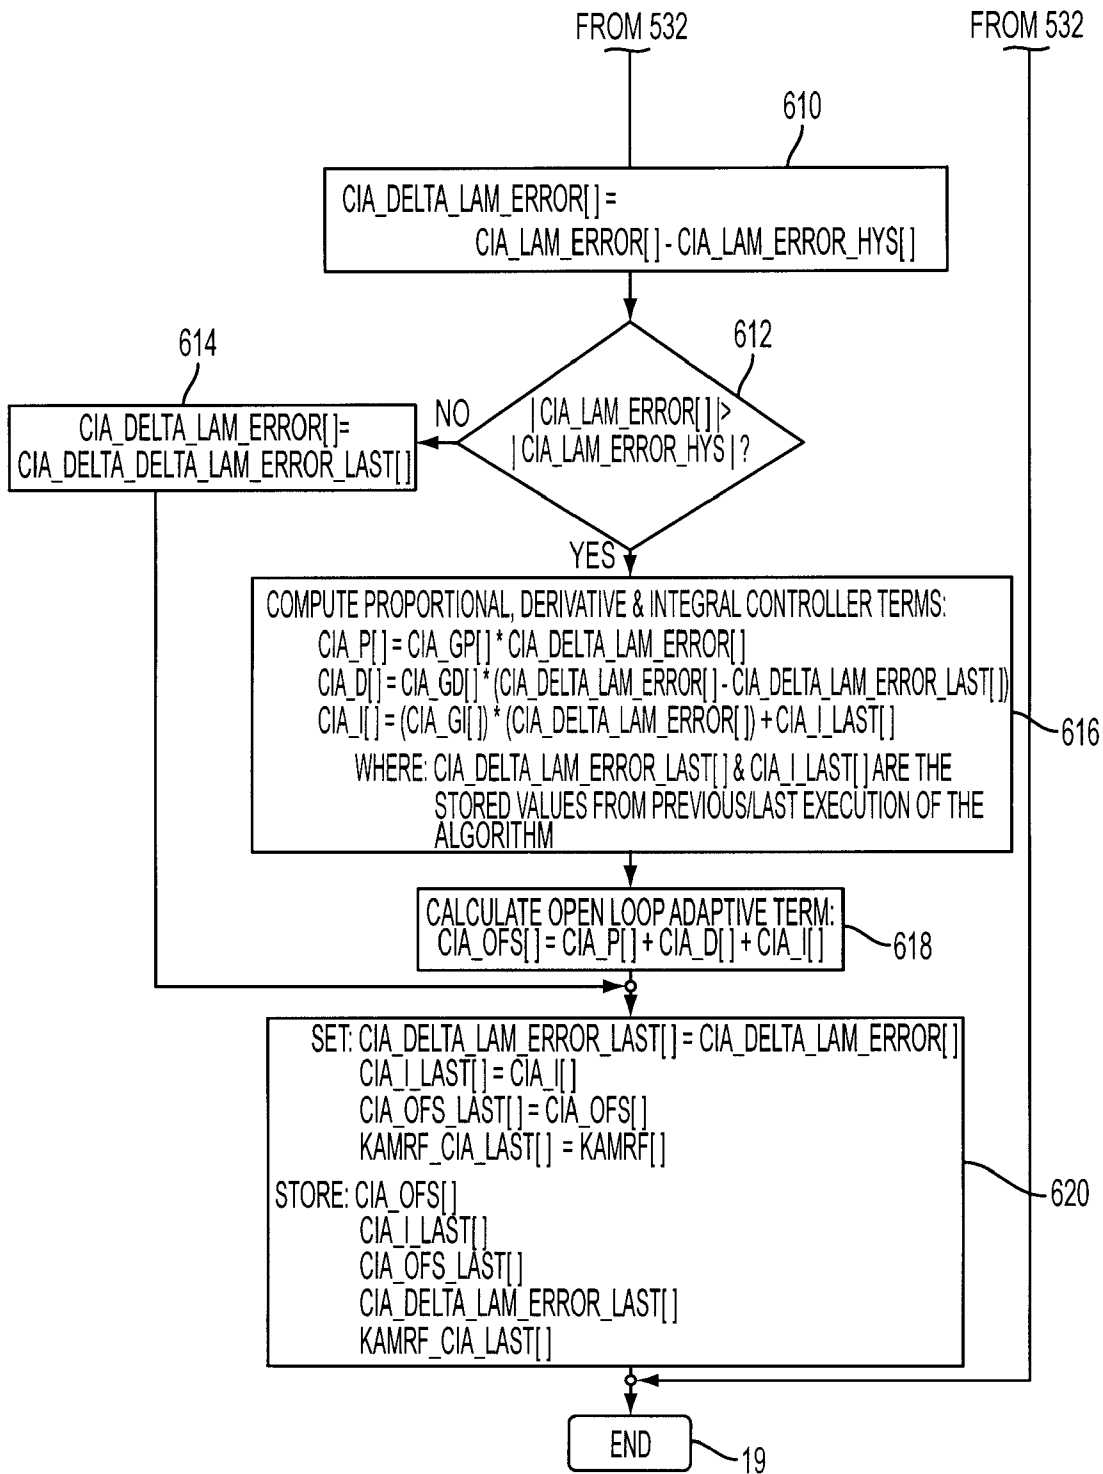 FROM 532
FROM 532
610
CIA_DELTA_LAM_ERROR[ ] =
CIA_LAM_ERROR[ ] - CIA_LAM_ERROR_HYS[ ]
612
614
| CIA_LAM_ERROR[ ] |>
| CIA_LAM_ERROR_HYS | ?
NO
CIA_DELTA_LAM_ERROR[ ]=
CIA_DELTA_DELTA_LAM_ERROR_LAST[ ]
YES
COMPUTE PROPORTIONAL, DERIVATIVE & INTEGRAL CONTROLLER TERMS:
CIA_P[ ] = CIA_GP[ ] * CIA_DELTA_LAM_ERROR[ ]
CIA_D[ ] = CIA_GD[ ] * (CIA_DELTA_LAM_ERROR[ ] - CIA_DELTA_LAM_ERROR_LAST[ ])
CIA_I[ ] = (CIA_GI[ ]) * (CIA_DELTA_LAM_ERROR[ ]) + CIA_I_LAST[ ]
WHERE: CIA_DELTA_LAM_ERROR_LAST[ ] & CIA_I_LAST[ ] ARE THE
STORED VALUES FROM PREVIOUS/LAST EXECUTION OF THE
ALGORITHM
616
CALCULATE OPEN LOOP ADAPTIVE TERM:
CIA_OFS[ ] = CIA_P[ ] + CIA_D[ ] + CIA_I[ ]
618
SET: CIA_DELTA_LAM_ERROR_LAST[ ] = CIA_DELTA_LAM_ERROR[ ]
CIA_I_LAST[ ] = CIA_I[ ]
CIA_OFS_LAST[ ] = CIA_OFS[ ]
KAMRF_CIA_LAST[ ] = KAMRF[ ]
STORE: CIA_OFS[ ]
CIA_I_LAST[ ]
CIA_OFS_LAST[ ]
CIA_DELTA_LAM_ERROR_LAST[ ]
KAMRF_CIA_LAST[ ]
620
END
19